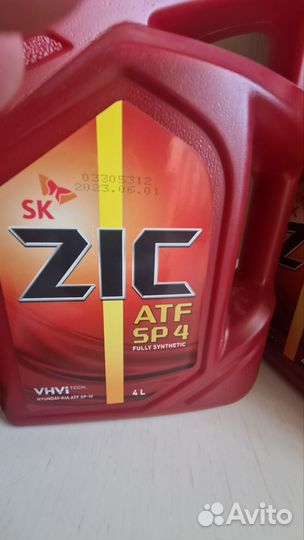 03305312
2023.06.01
SK
ZIC
ATF
SP 4
FULLY SYNTHETIC
VHVI TECH.
HYUNDAI-KIA ATF SP-IV
4 L
Avito